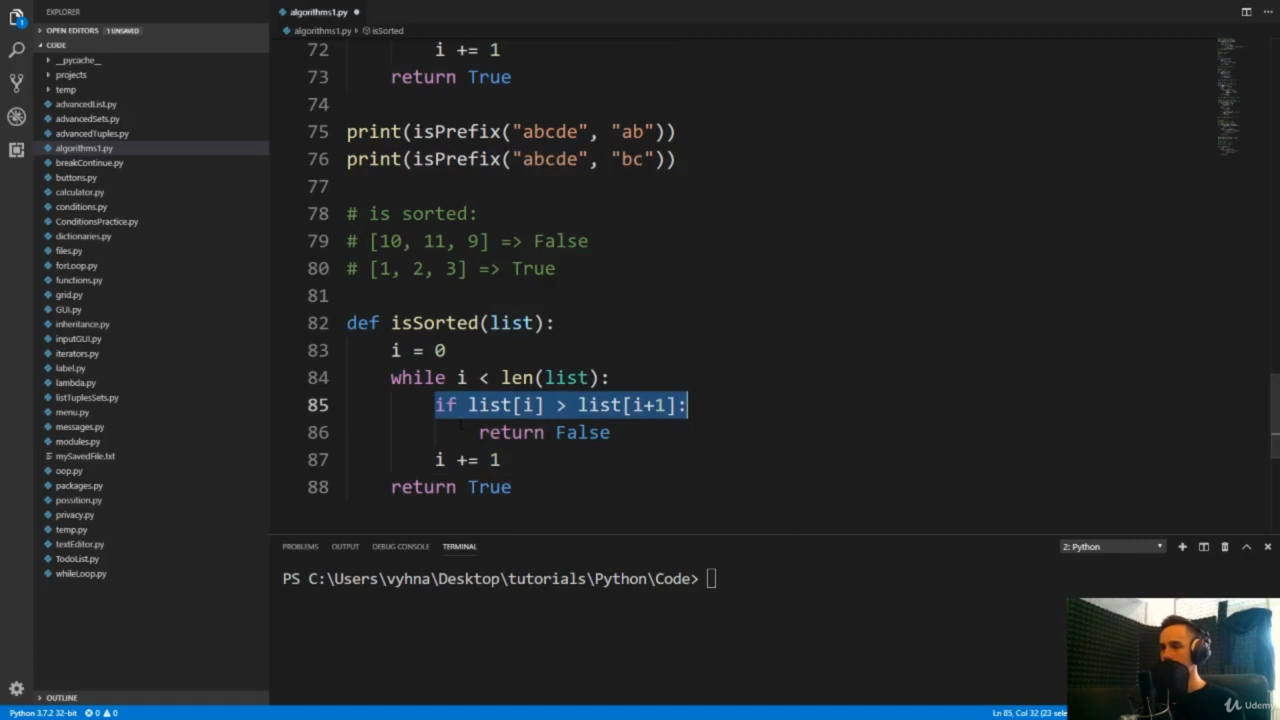 EXPLORER
OPEN EDITORS 1 UNSAVED
CODE
__pycache__
projects
temp
advancedList.py
advancedSets.py
advancedTuples.py
algorithms1.py
breakContinue.py
buttons.py
calculator.py
conditions.py
ConditionsPractice.py
dictionaries.py
files.py
forLoop.py
functions.py
grid.py
GUI.py
inheritance.py
inputGUI.py
iterators.py
label.py
lambda.py
listTuplesSets.py
menu.py
messages.py
modules.py
mySavedFile.txt
oop.py
packages.py
possition.py
privacy.py
temp.py
textEditor.py
TodoList.py
whileLoop.py
OUTLINE
algorithms1.py
algorithms1.py isSorted
72 i += 1
73 return True
74
75 print(isPrefix("abcde", "ab"))
76 print(isPrefix("abcde", "bc"))
77
78 # is sorted:
79 # [10, 11, 9] => False
80 # [1, 2, 3] => True
81
82 def isSorted(list):
83 i = 0
84 while i < len(list):
85 if list[i] > list[i+1]:
86 return False
87 i += 1
88 return True
PROBLEMS OUTPUT DEBUG CONSOLE TERMINAL 2: Python
PS C:\Users\vyhna\Desktop\tutorials\Python\Code>
Python 3.7.2 32-bit 0 0 Ln 85, Col 32 (23 sele
Udemy
1